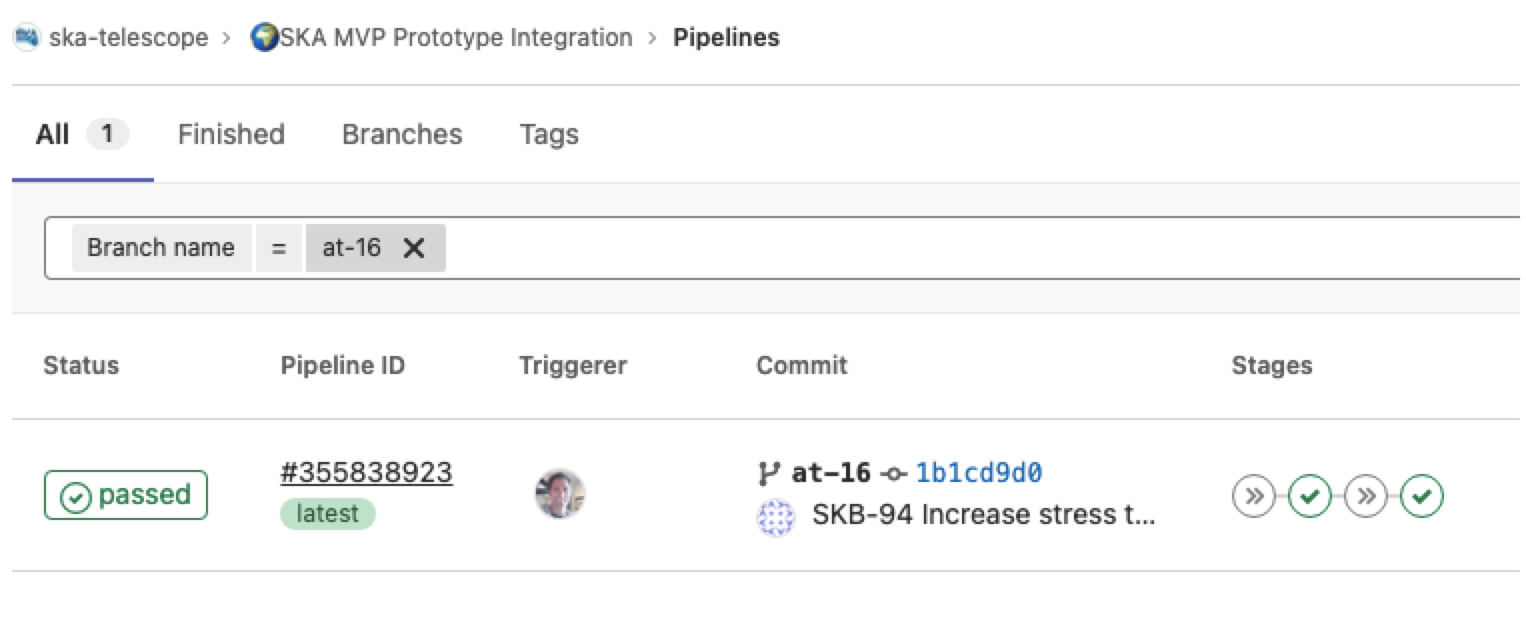 ska-telescope > SKA MVP Prototype Integration > Pipelines
All 1 Finished Branches Tags
Branch name = at-16 ×
Status Pipeline ID Triggerer Commit Stages
passed #355838923 at-16 1b1cd9d0
latest SKB-94 Increase stress t...